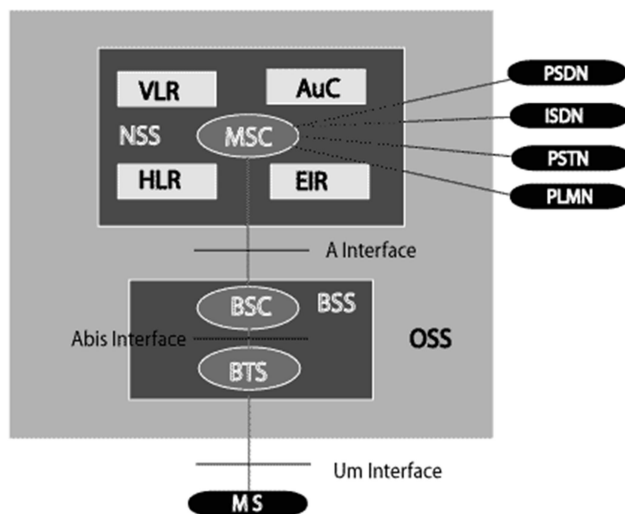 VLR
AuC
PSDN
ISDN
NSS
MSC
PSTN
HLR
EIR
PLMN
A Interface
BSC
BSS
Abis Interface
OSS
BTS
Um Interface
MS